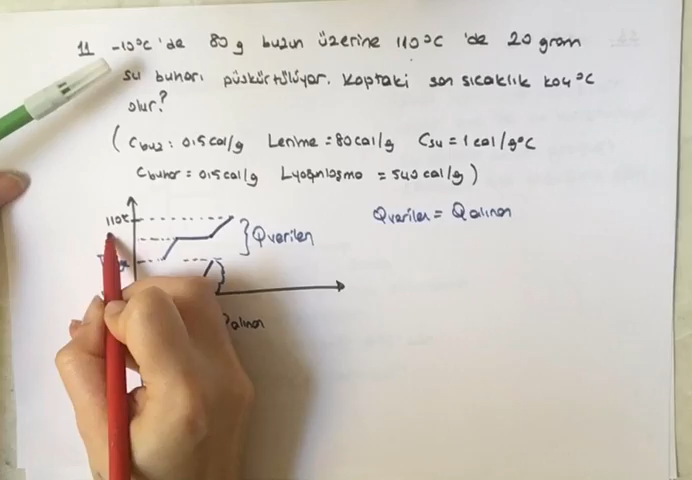 11 -10°C 'de 80 g buzun üzerine 110°C 'de 20 gram
su buharı püskürtülüyor. Kaptaki son sıcaklık kaç °C
olur?
( Cbuz: 0,5 cal/g Lerime = 80 cal/g Csu = 1 cal/g°C
Cbuhar = 0,5 cal/g Lyoğunlaşma = 540 cal/g )
110°C
Qverilen
Qverilen = Qalınan
alınan